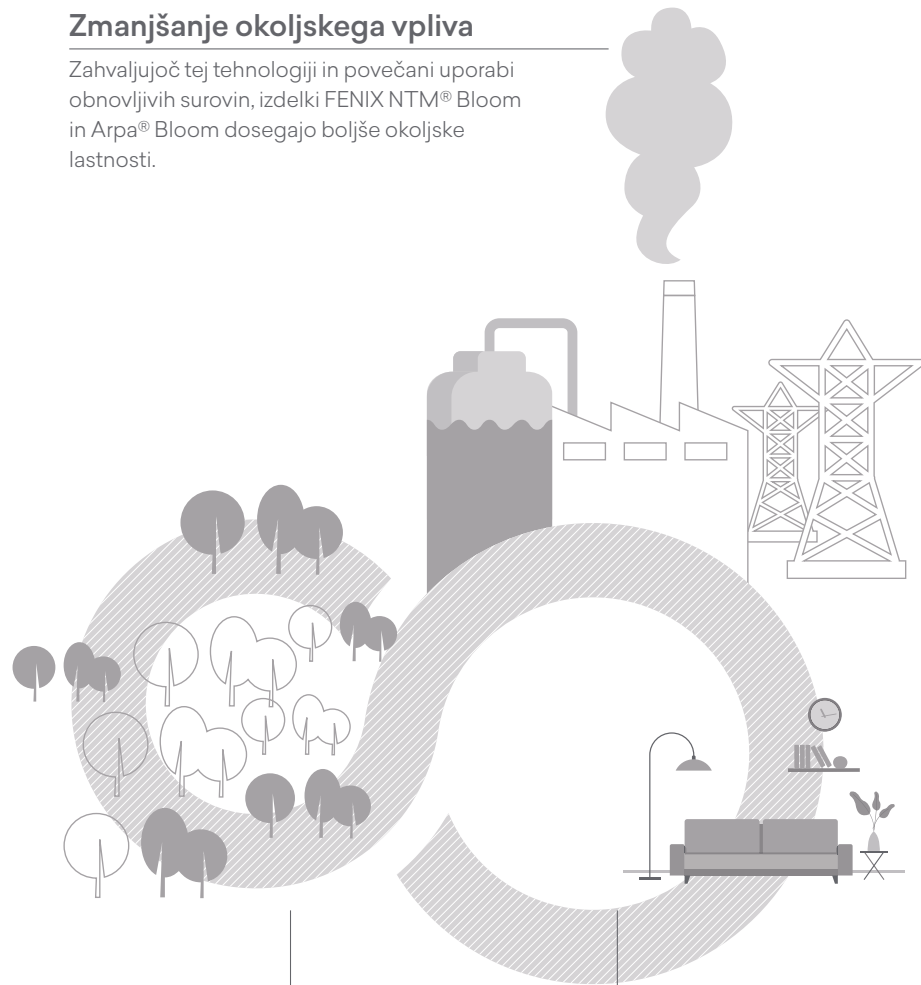 Zmanjšanje okoljskega vpliva
Zahvaljujoč tej tehnologiji in povečani uporabi
obnovljivih surovin, izdelki FENIX NTM® Bloom
in Arpa® Bloom dosegajo boljše okoljske
lastnosti.